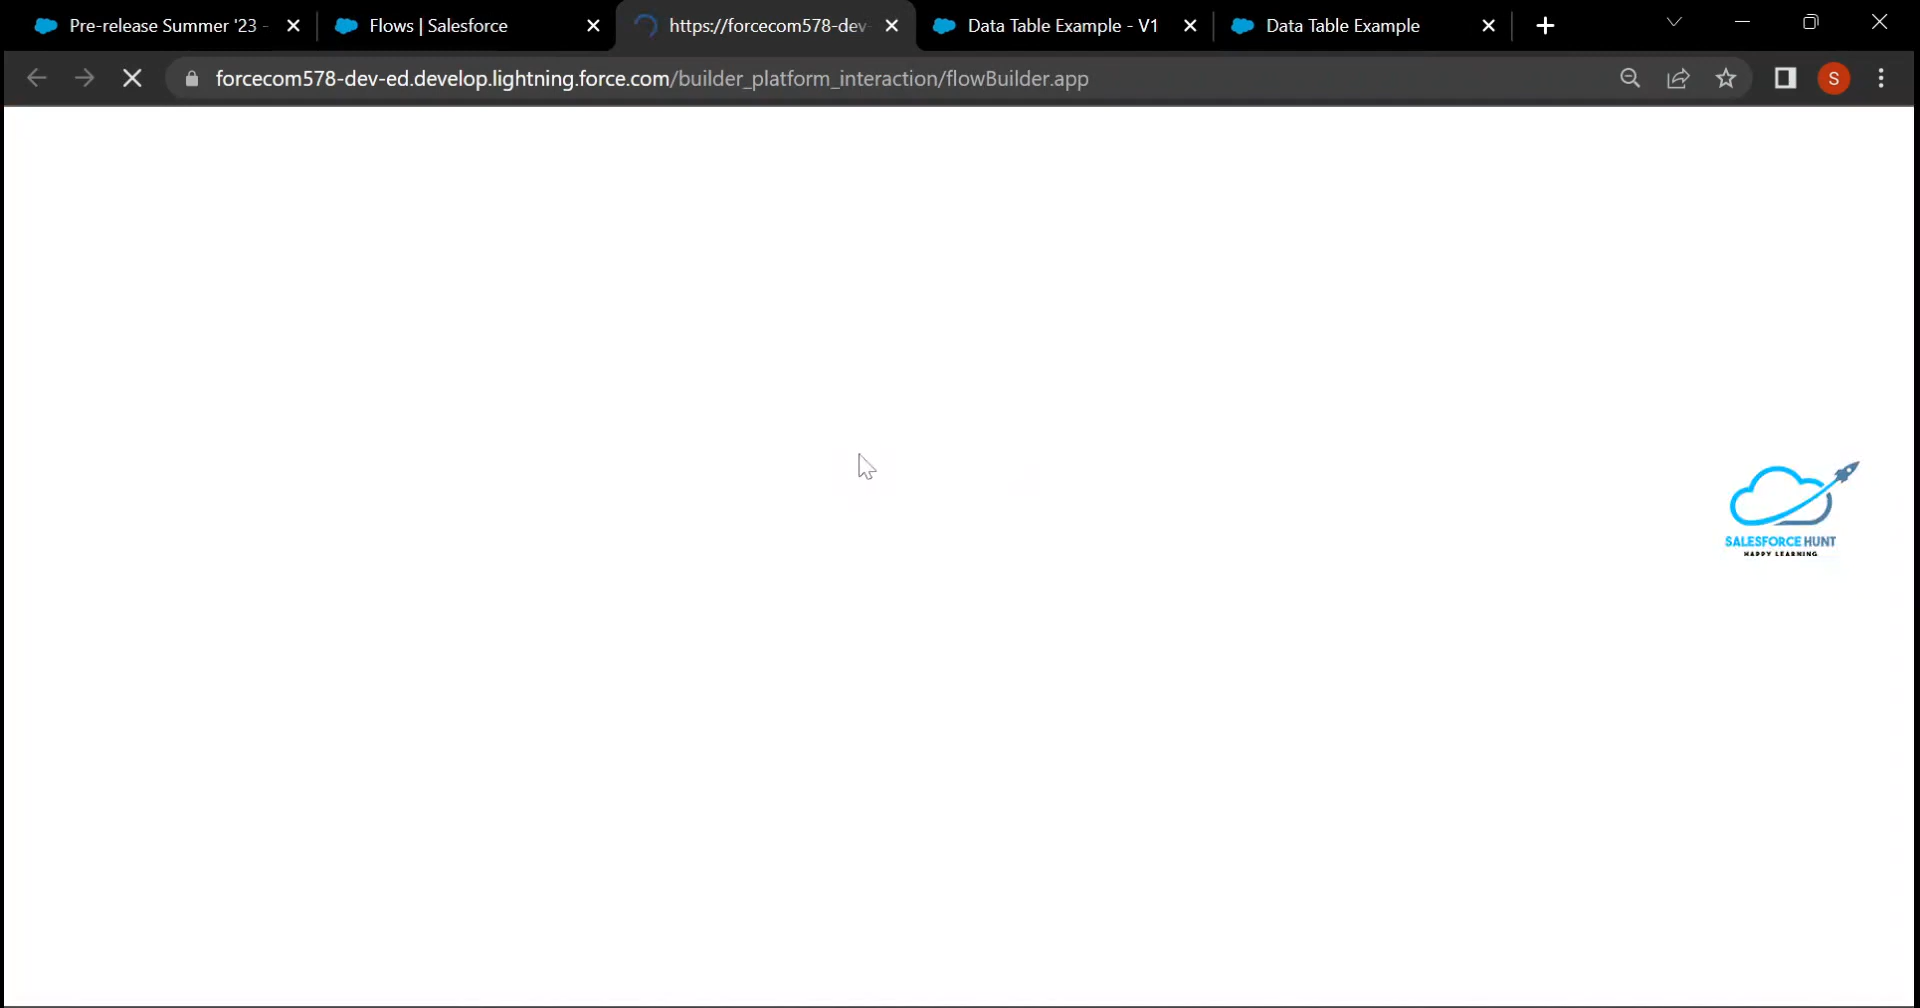 Pre-release Summer '23 -
Flows | Salesforce
https://forcecom578-dev-
Data Table Example - V1
Data Table Example
forcecom578-dev-ed.develop.lightning.force.com/builder_platform_interaction/flowBuilder.app
S
SALESFORCE HUNT
HAPPY LEARNING